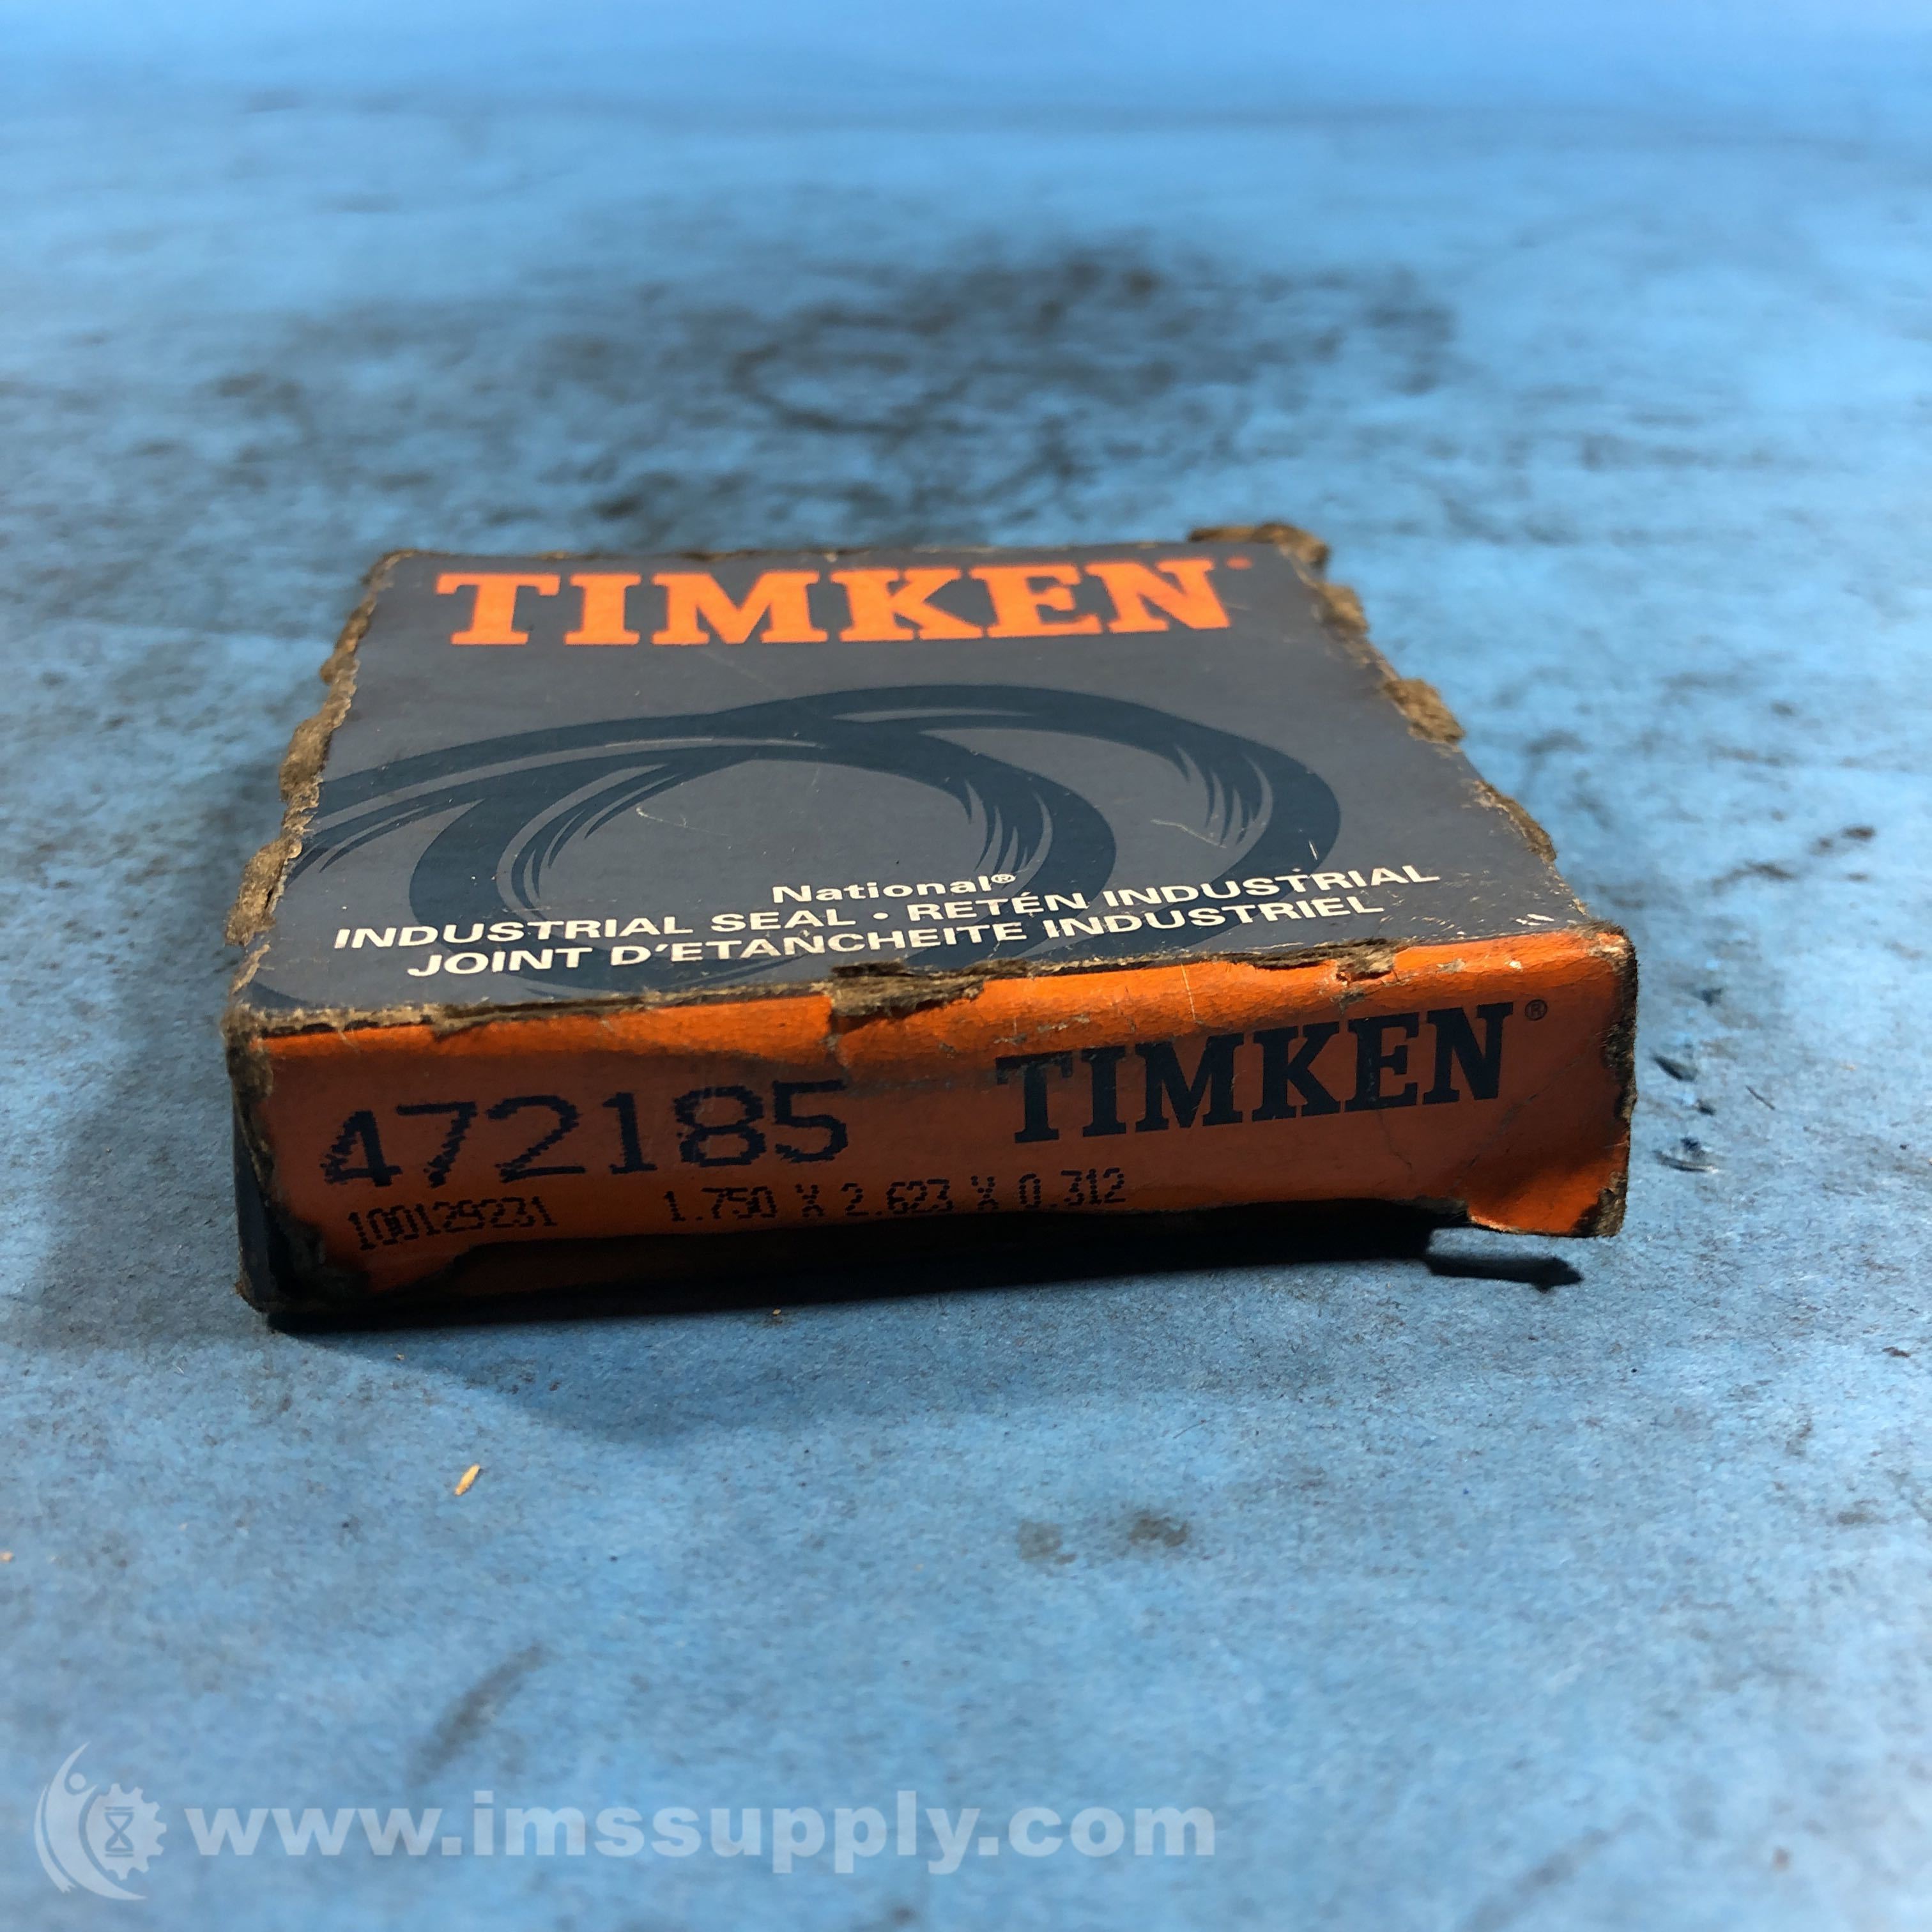 TIMKEN
National®
INDUSTRIAL SEAL • RETÉN INDUSTRIAL
JOINT D'ETANCHEITE INDUSTRIEL
472185 TIMKEN®
100129231 1.750 X 2.623 X 0.312
www.imssupply.com